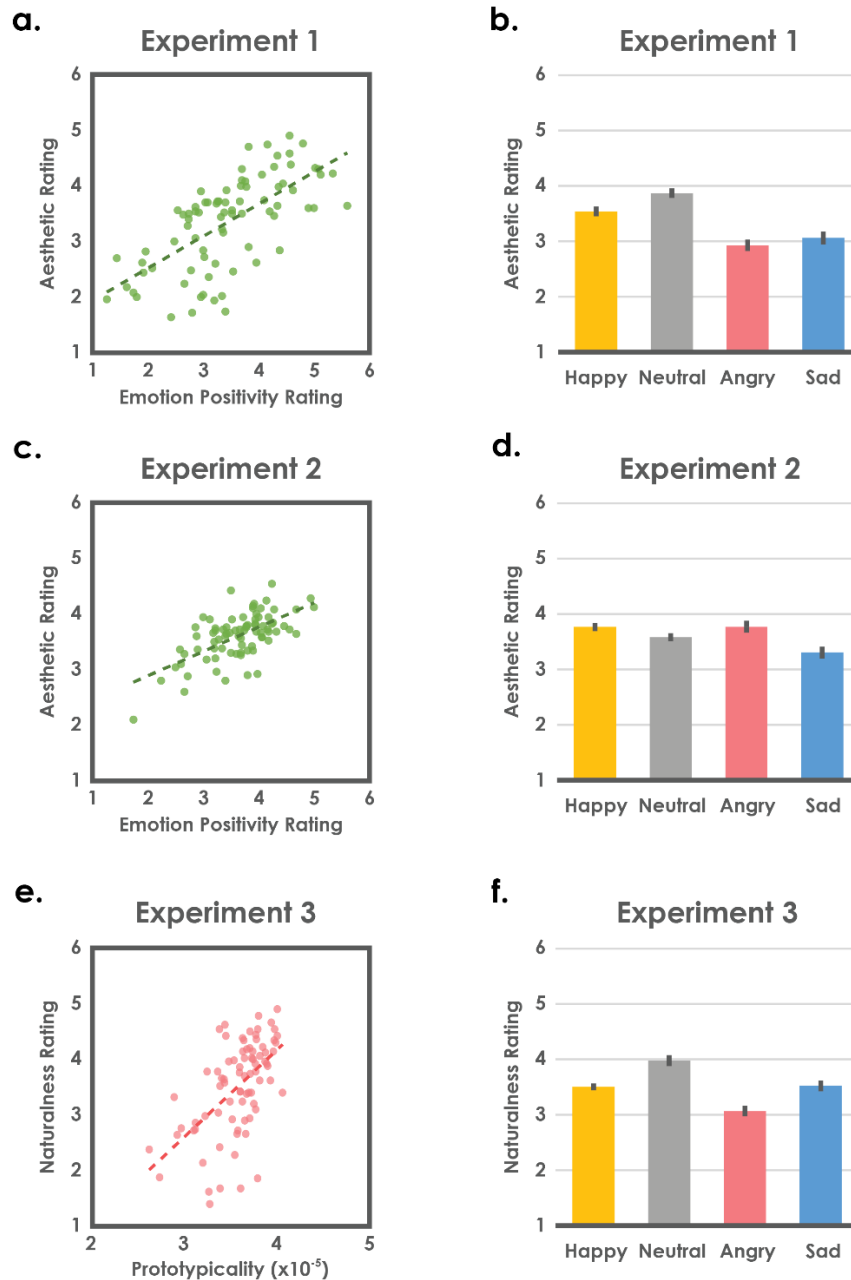 a.
Experiment 1
6
5
4
3
2
1
Aesthetic Rating
1 2 3 4 5 6
Emotion Positivity Rating
b.
Experiment 1
6
5
4
3
2
1
Aesthetic Rating
Happy Neutral Angry Sad
c.
Experiment 2
6
5
4
3
2
1
Aesthetic Rating
1 2 3 4 5 6
Emotion Positivity Rating
d.
Experiment 2
6
5
4
3
2
1
Aesthetic Rating
Happy Neutral Angry Sad
e.
Experiment 3
6
5
4
3
2
1
Naturalness Rating
2 3 4 5
Prototypicality (x10⁻⁵)
f.
Experiment 3
6
5
4
3
2
1
Naturalness Rating
Happy Neutral Angry Sad